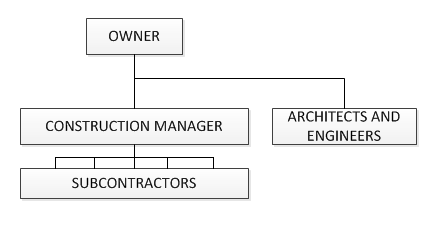 OWNER
CONSTRUCTION MANAGER
ARCHITECTS AND
ENGINEERS
SUBCONTRACTORS